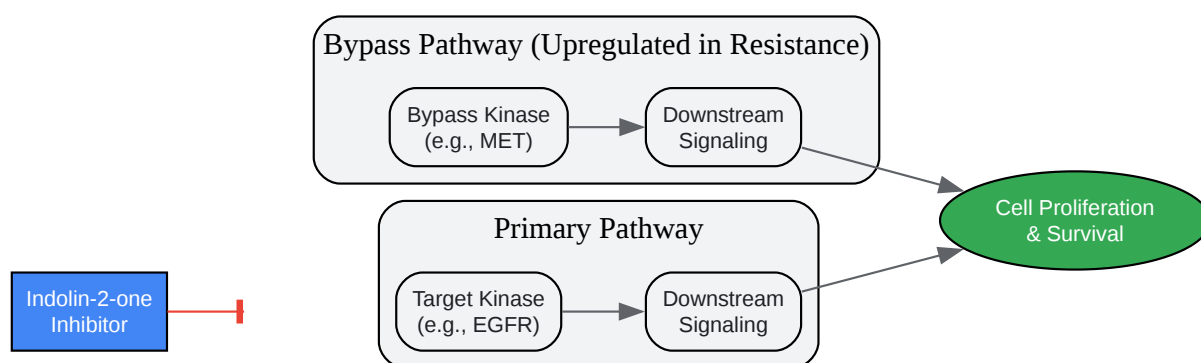 Bypass Pathway (Upregulated in Resistance)
Bypass Kinase
(e.g., MET)
Downstream
Signaling
Cell Proliferation
& Survival
Primary Pathway
Indolin-2-one
Inhibitor
Target Kinase
(e.g., EGFR)
Downstream
Signaling